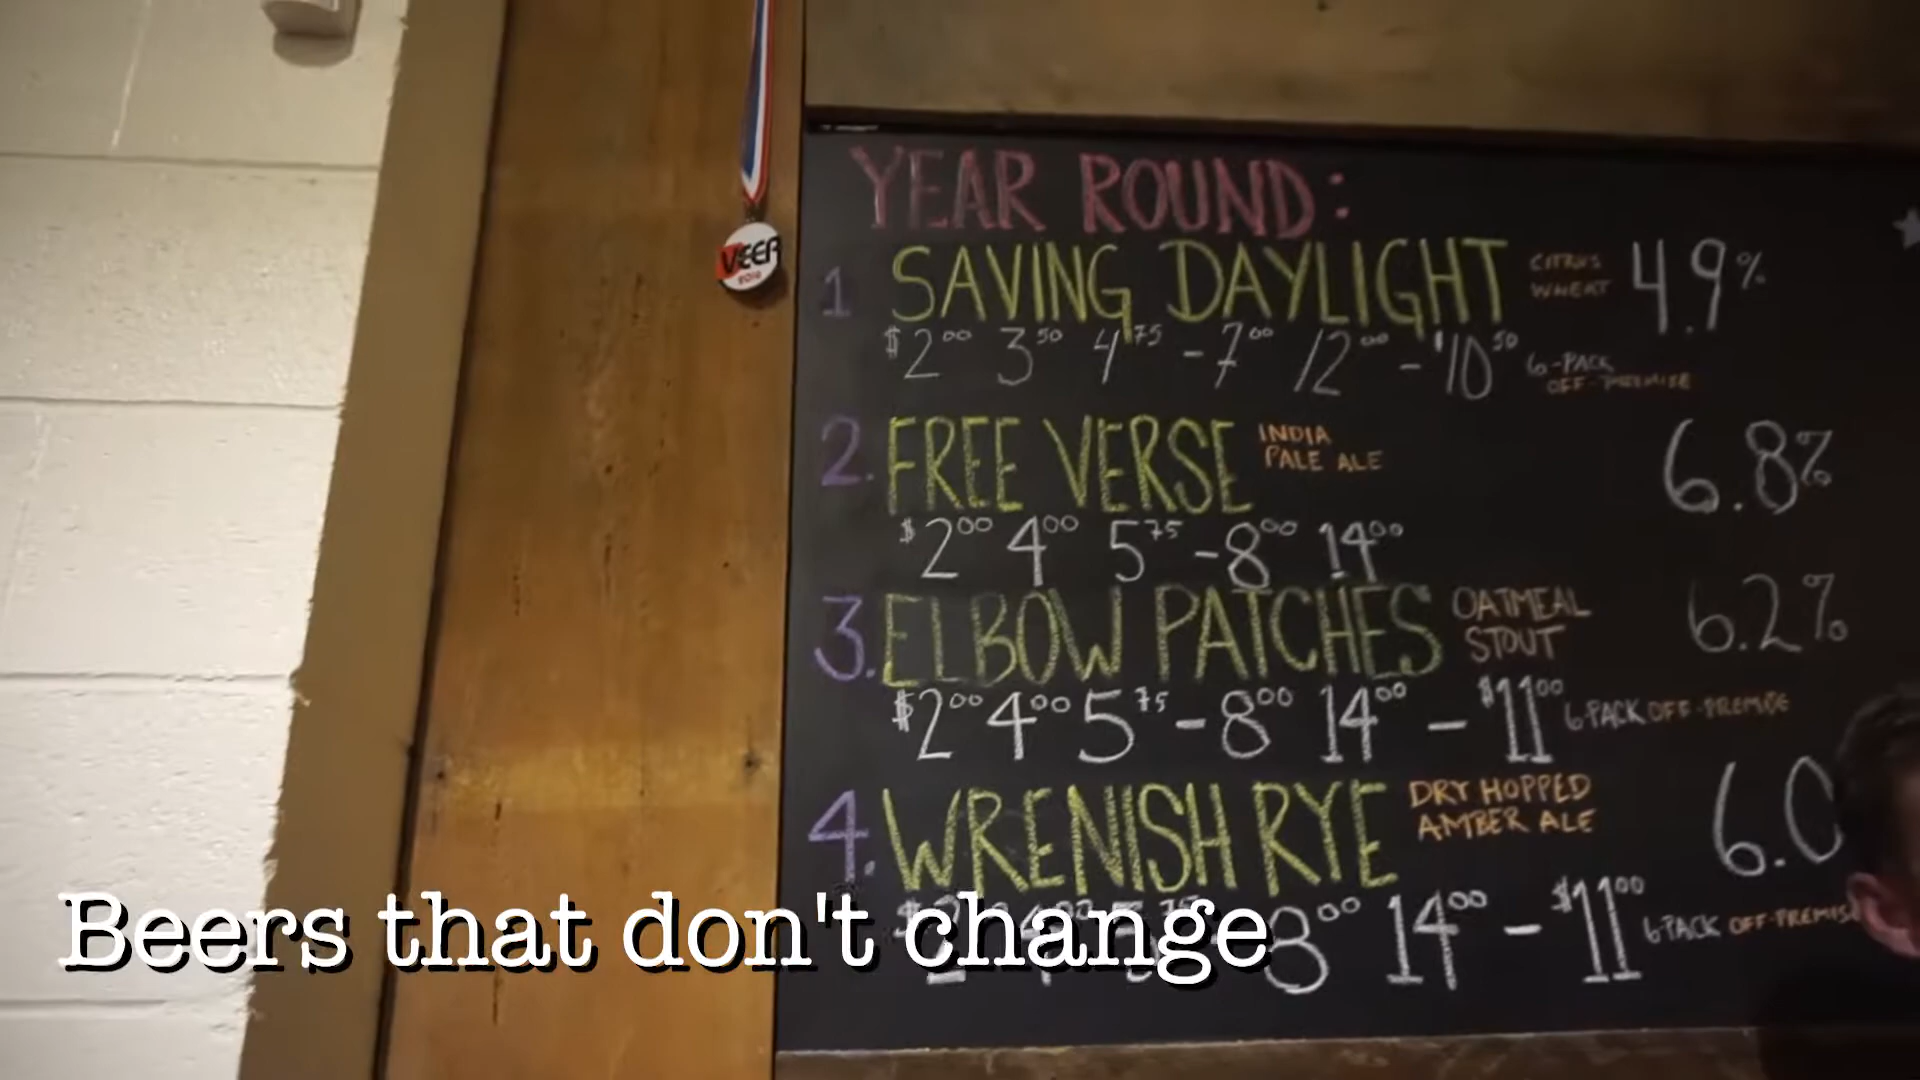 VEER
YEAR ROUND:
1 SAVING DAYLIGHT CITRUS WHEAT 4.9%
$2.00 3.50 4.75 - 7.00 12.00 - $10.50 6-PACK OFF-PREMISE
2. FREE VERSE INDIA PALE ALE 6.8%
$2.00 4.00 5.75 - 8.00 14.00
3. ELBOW PATCHES OATMEAL STOUT 6.2%
$2.00 4.00 5.75 - 8.00 14.00 - $11.00 6-PACK OFF-PREMISE
4. WRENISH RYE DRY HOPPED AMBER ALE 6.0
8.00 14.00 - $11.00 6-PACK OFF-PREMISE
Beers that don't change